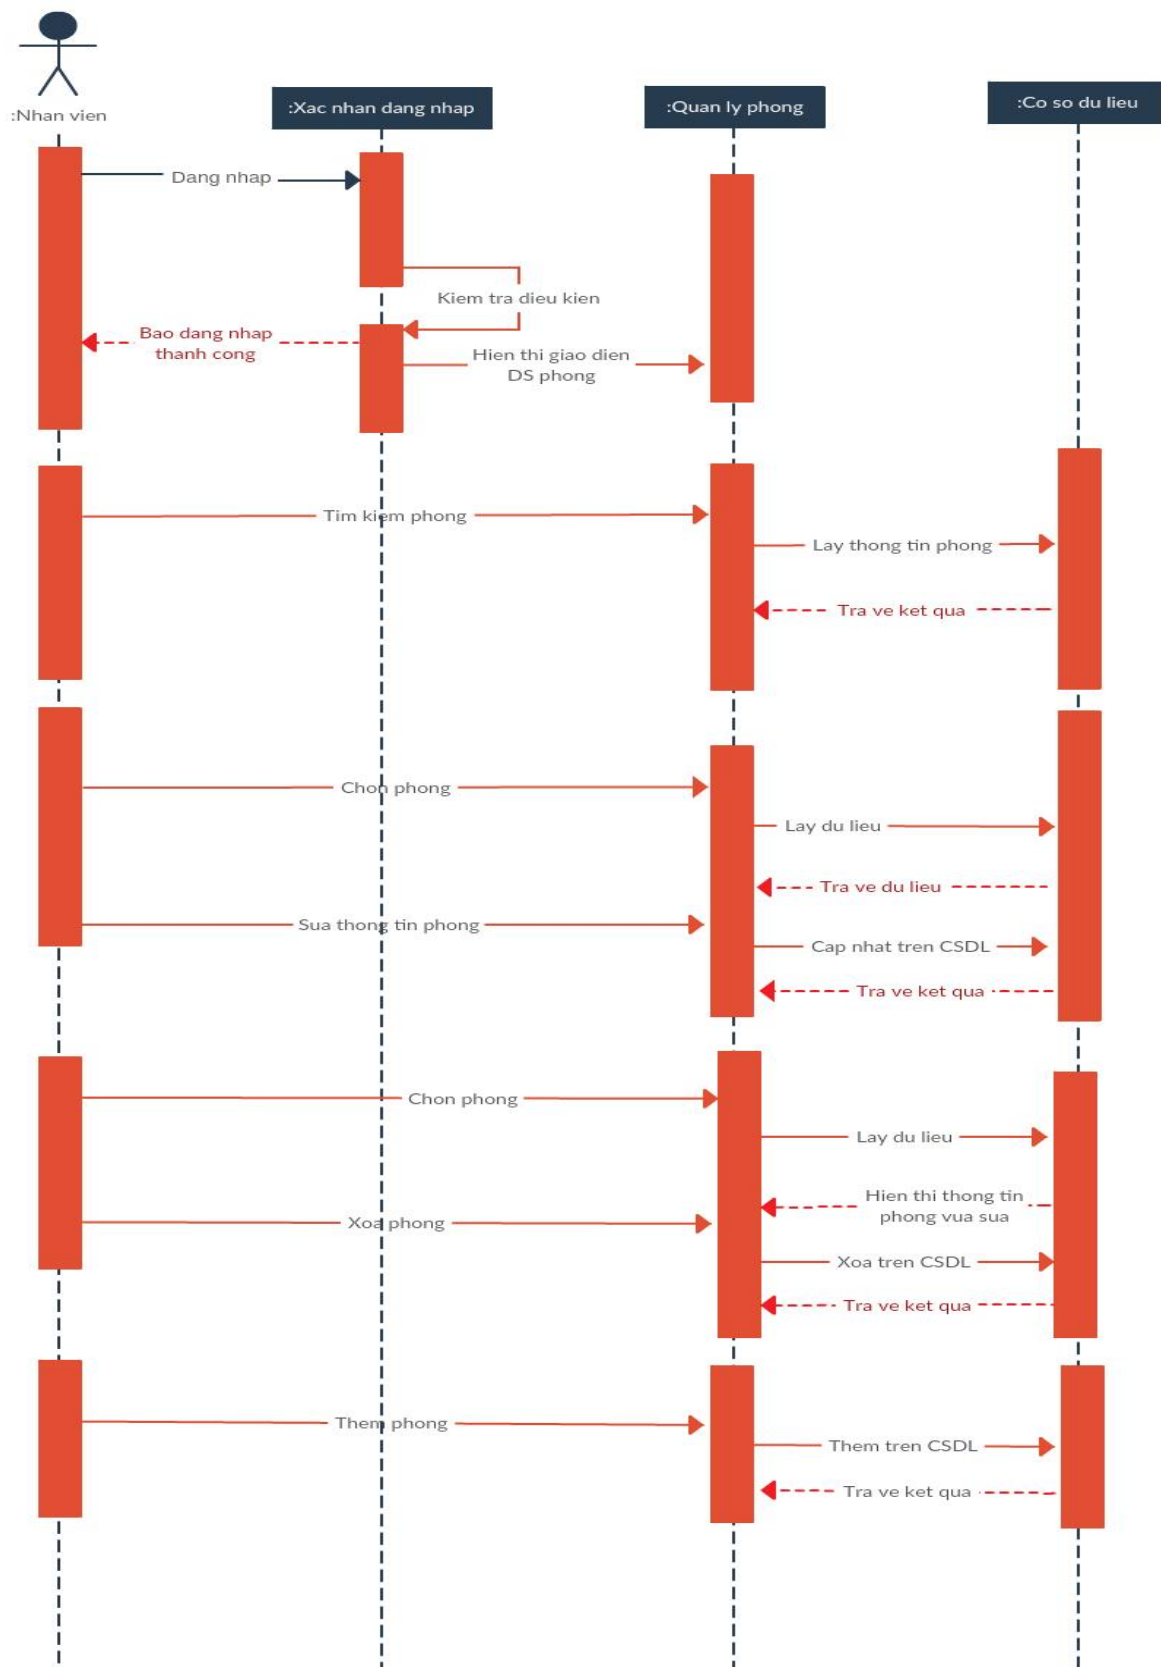 :Nhan vien
:Xac nhan dang nhap
:Quan ly phong
:Co so du lieu
Dang nhap
Kiem tra dieu kien
Bao dang nhap
thanh cong
Hien thi giao dien
DS phong
Tim kiem phong
Lay thong tin phong
Tra ve ket qua
Chon phong
Lay du lieu
Tra ve du lieu
Sua thong tin phong
Cap nhat tren CSDL
Tra ve ket qua
Chon phong
Lay du lieu
Hien thi thong tin
phong vua sua
Xoa phong
Xoa tren CSDL
Tra ve ket qua
Them phong
Them tren CSDL
Tra ve ket qua